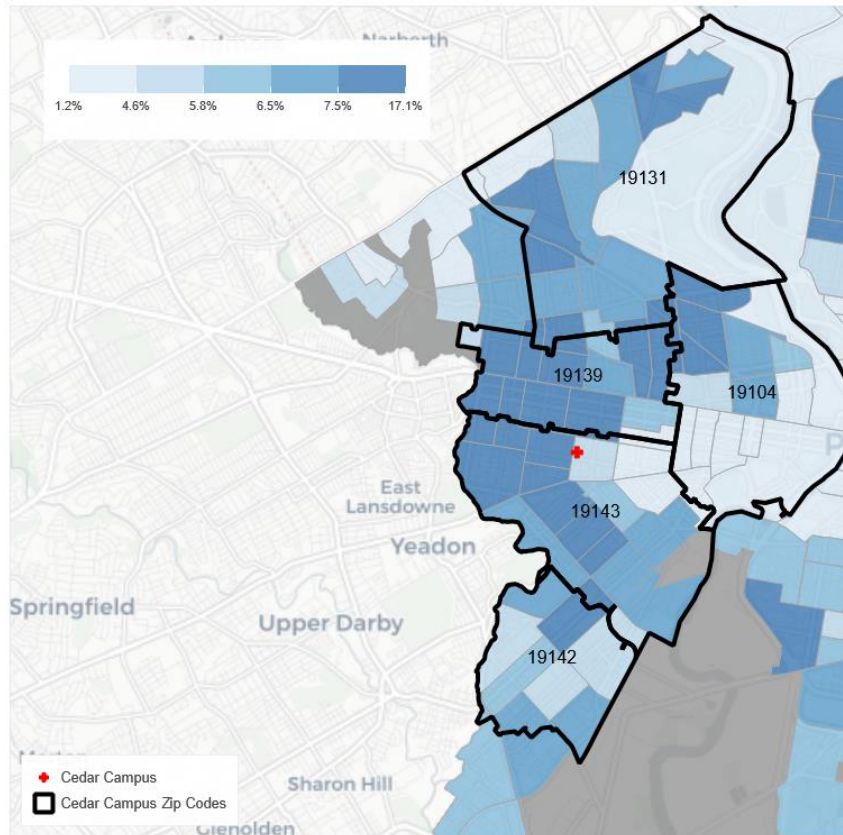 Narberth
1.2% 4.6% 5.8% 6.5% 7.5% 17.1%
19131
19139
19104
P
East
Lansdowne
19143
Yeadon
Springfield
Upper Darby
19142
Cedar Campus
Sharon Hill
Cedar Campus Zip Codes
Glenolden